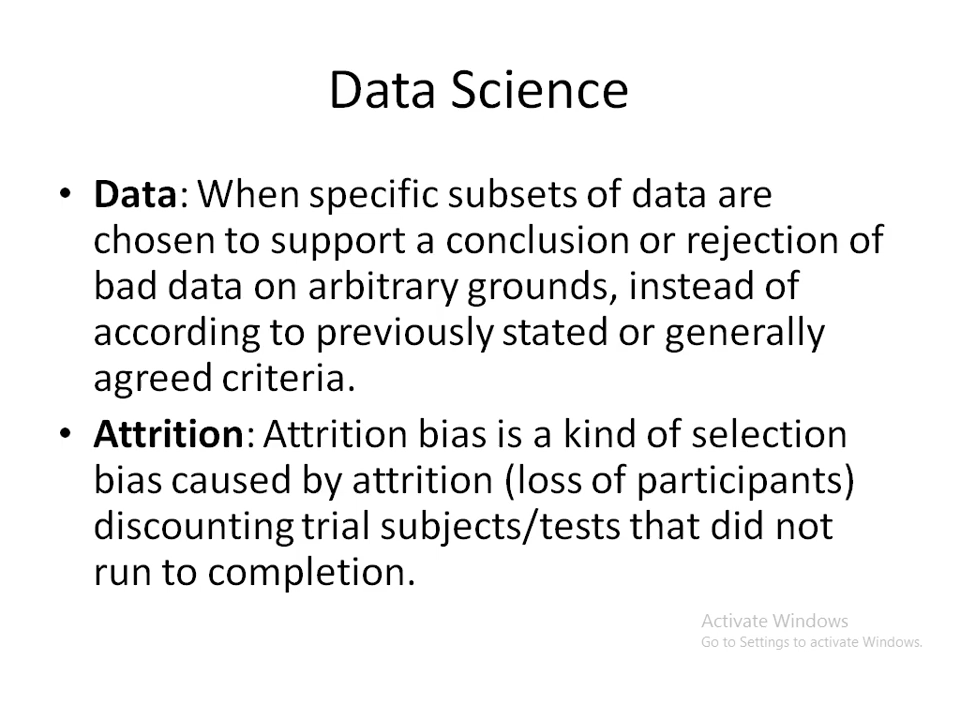 Data Science
• Data: When specific subsets of data are
chosen to support a conclusion or rejection of
bad data on arbitrary grounds, instead of
according to previously stated or generally
agreed criteria.
• Attrition: Attrition bias is a kind of selection
bias caused by attrition (loss of participants)
discounting trial subjects/tests that did not
run to completion.
Activate Windows
Go to Settings to activate Windows.